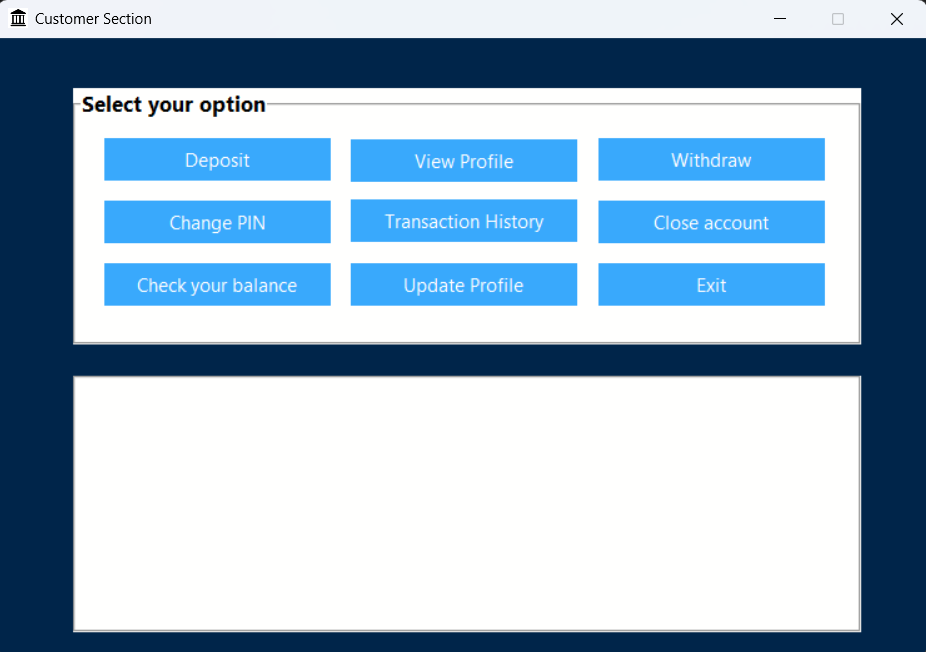 Customer Section
Select your option
Deposit
View Profile
Withdraw
Change PIN
Transaction History
Close account
Check your balance
Update Profile
Exit